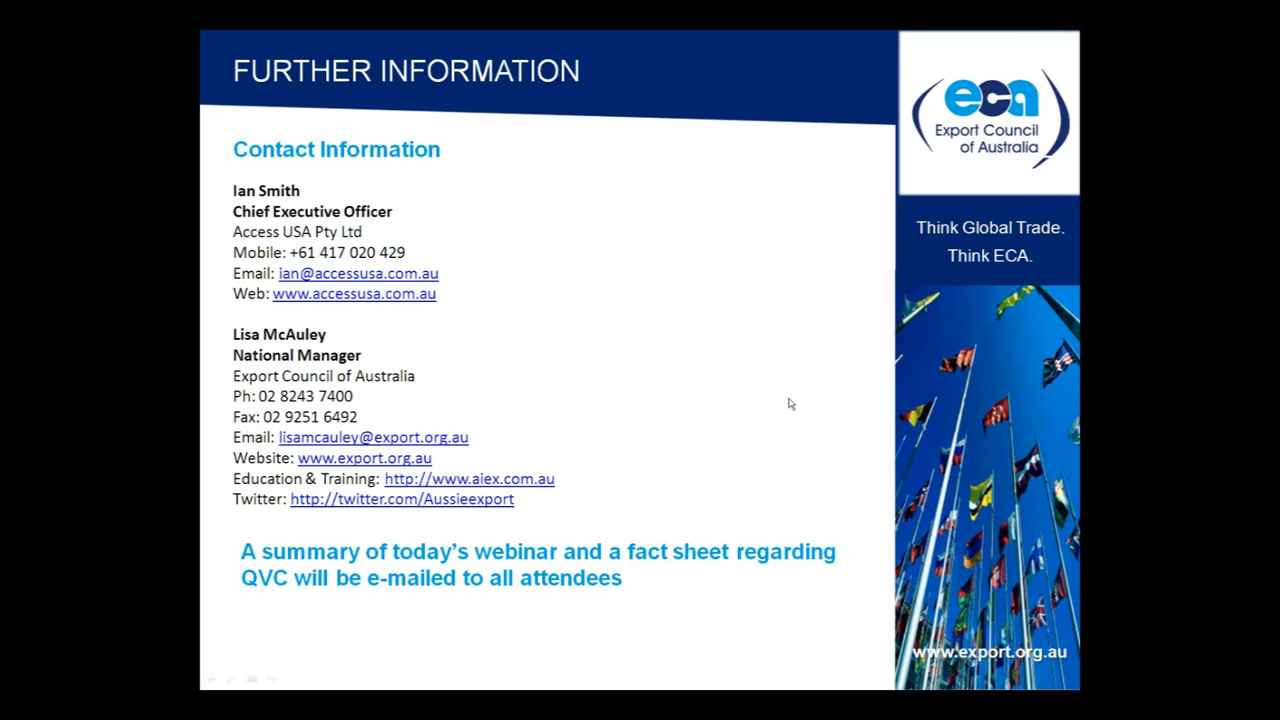 FURTHER INFORMATION
eca
Export Council
of Australia
Think Global Trade.
Think ECA.
Contact Information
Ian Smith
Chief Executive Officer
Access USA Pty Ltd
Mobile: +61 417 020 429
Email: ian@accessusa.com.au
Web: www.accessusa.com.au
Lisa McAuley
National Manager
Export Council of Australia
Ph: 02 8243 7400
Fax: 02 9251 6492
Email: lisamcauley@export.org.au
Website: www.export.org.au
Education & Training: http://www.aiex.com.au
Twitter: http://twitter.com/Aussieexport
A summary of today's webinar and a fact sheet regarding
QVC will be e-mailed to all attendees
www.export.org.au